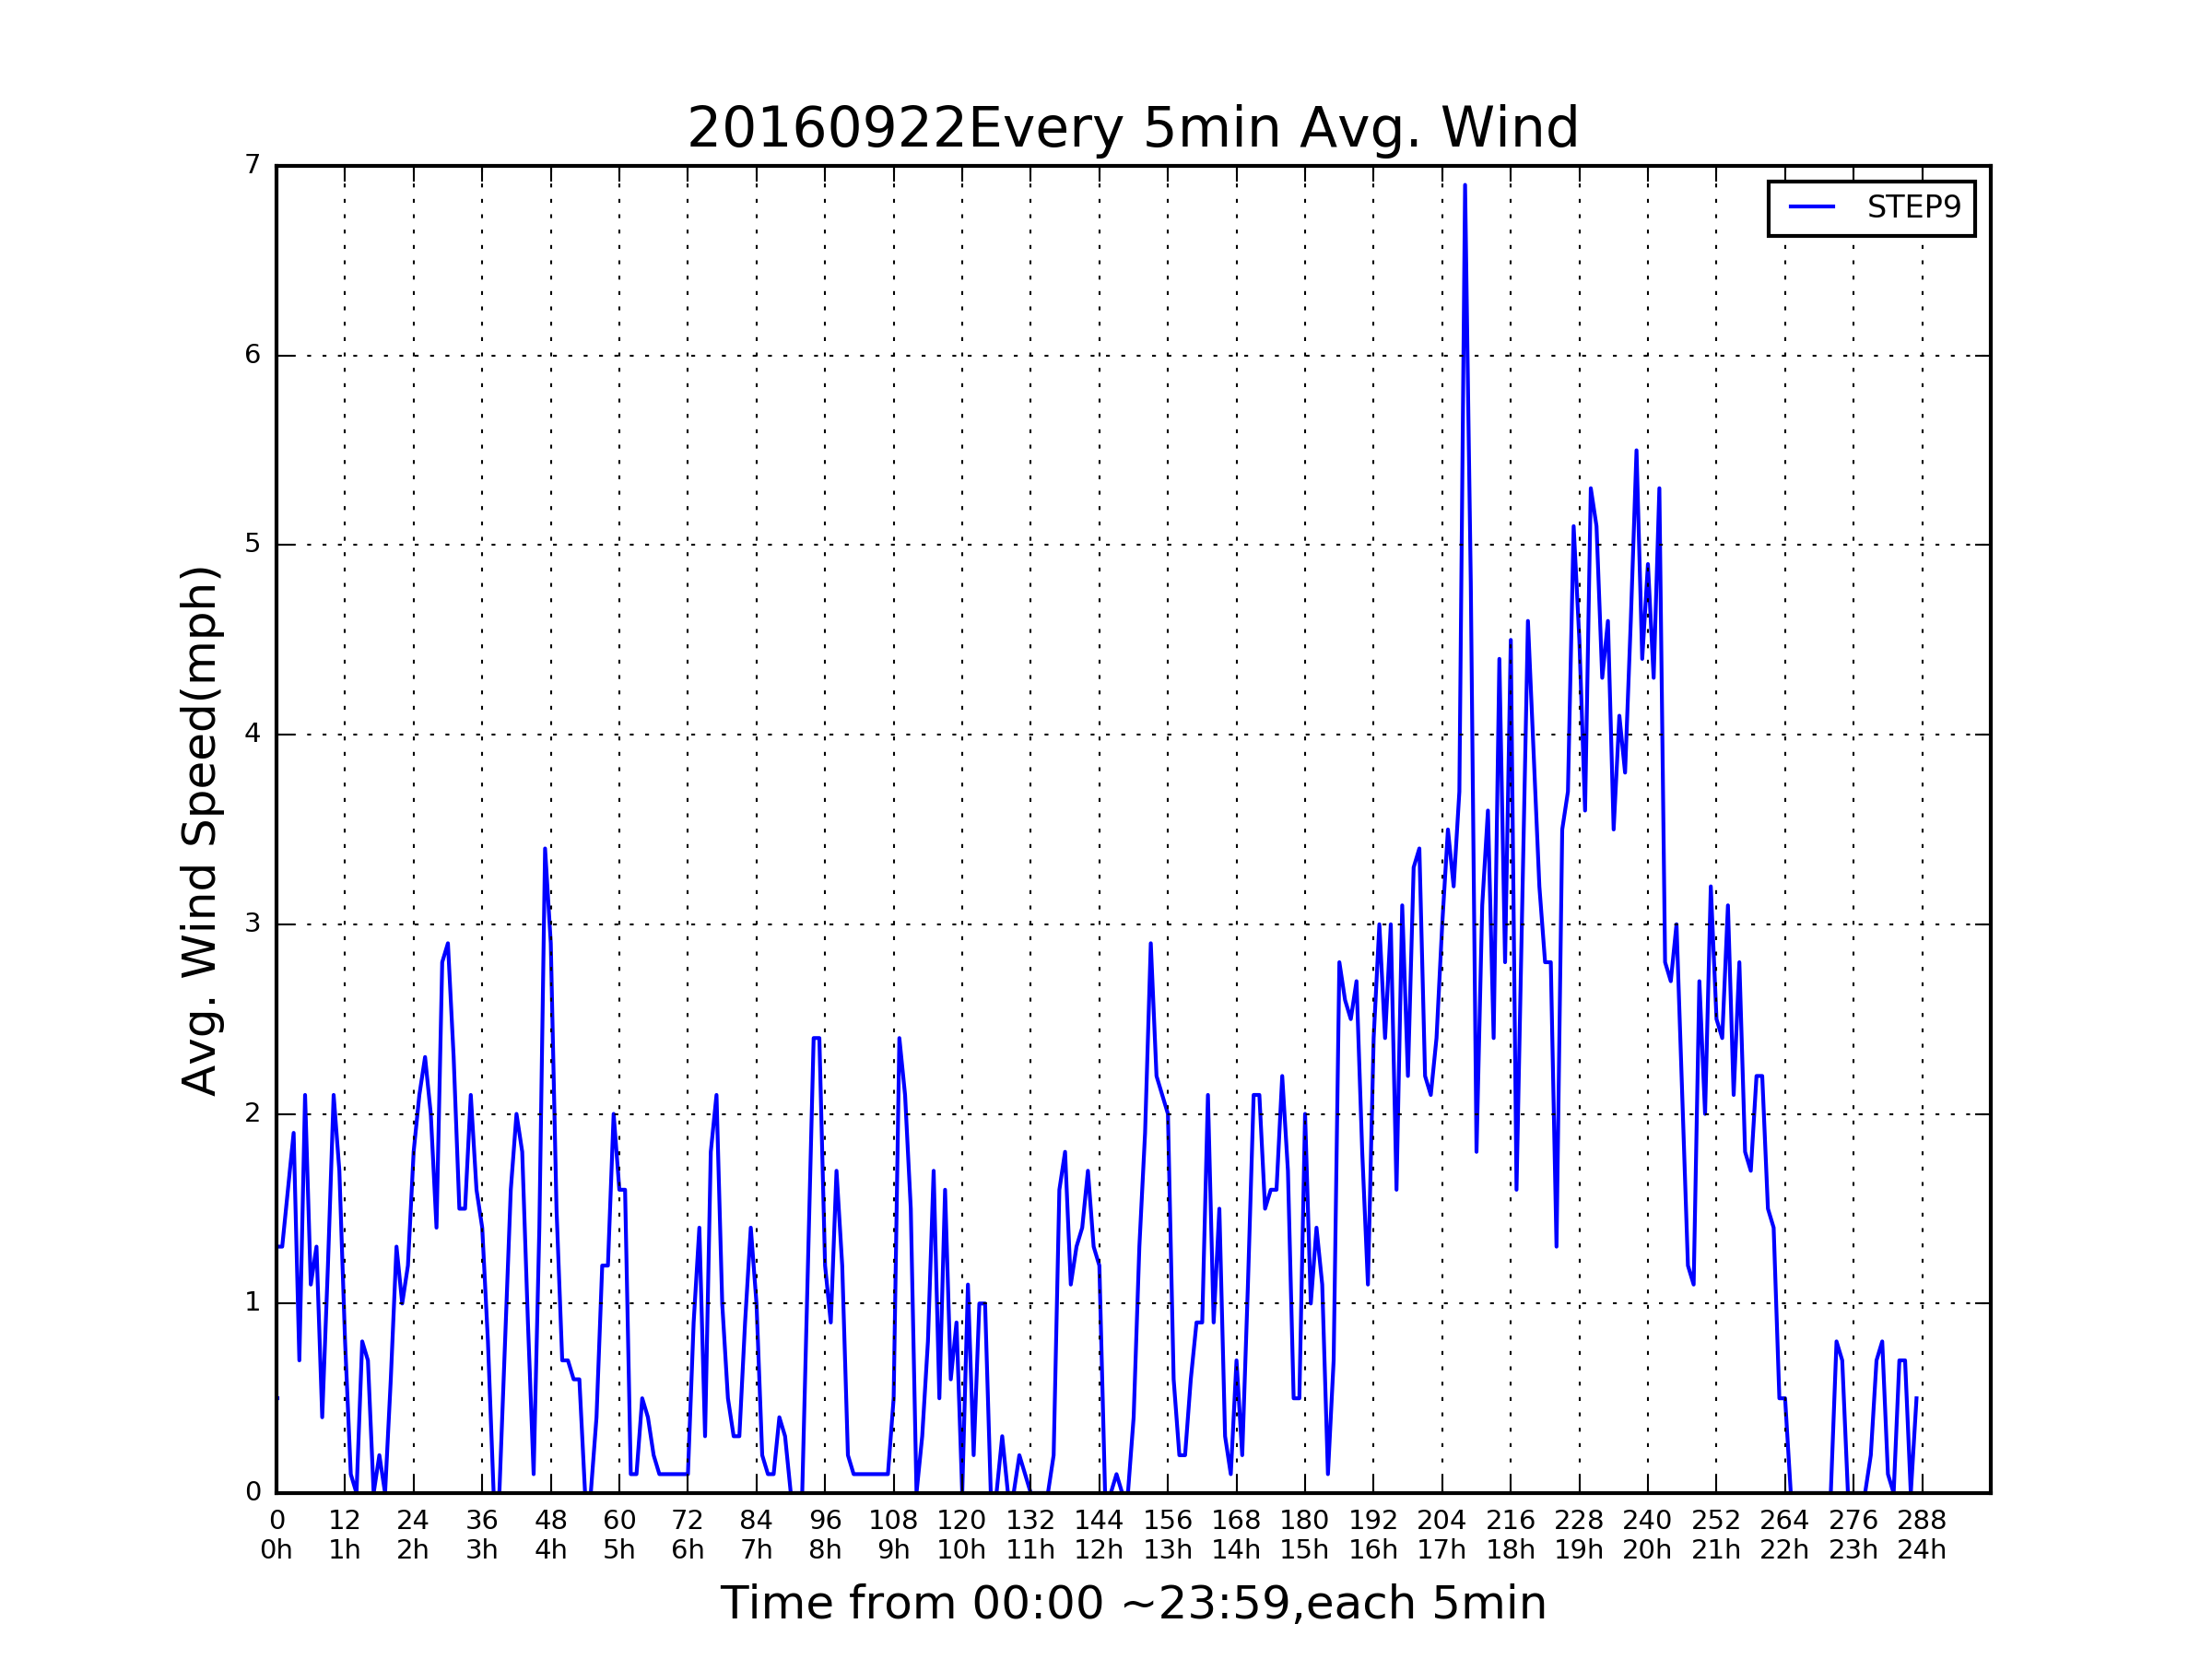 20160922Every 5min Avg. Wind
STEP9
Avg. Wind Speed(mph)
7
6
5
4
3
2
1
0
0 12 24 36 48 60 72 84 96 108 120 132 144 156 168 180 192 204 216 228 240 252 264 276 288
0h 1h 2h 3h 4h 5h 6h 7h 8h 9h 10h 11h 12h 13h 14h 15h 16h 17h 18h 19h 20h 21h 22h 23h 24h
Time from 00:00 ~23:59,each 5min